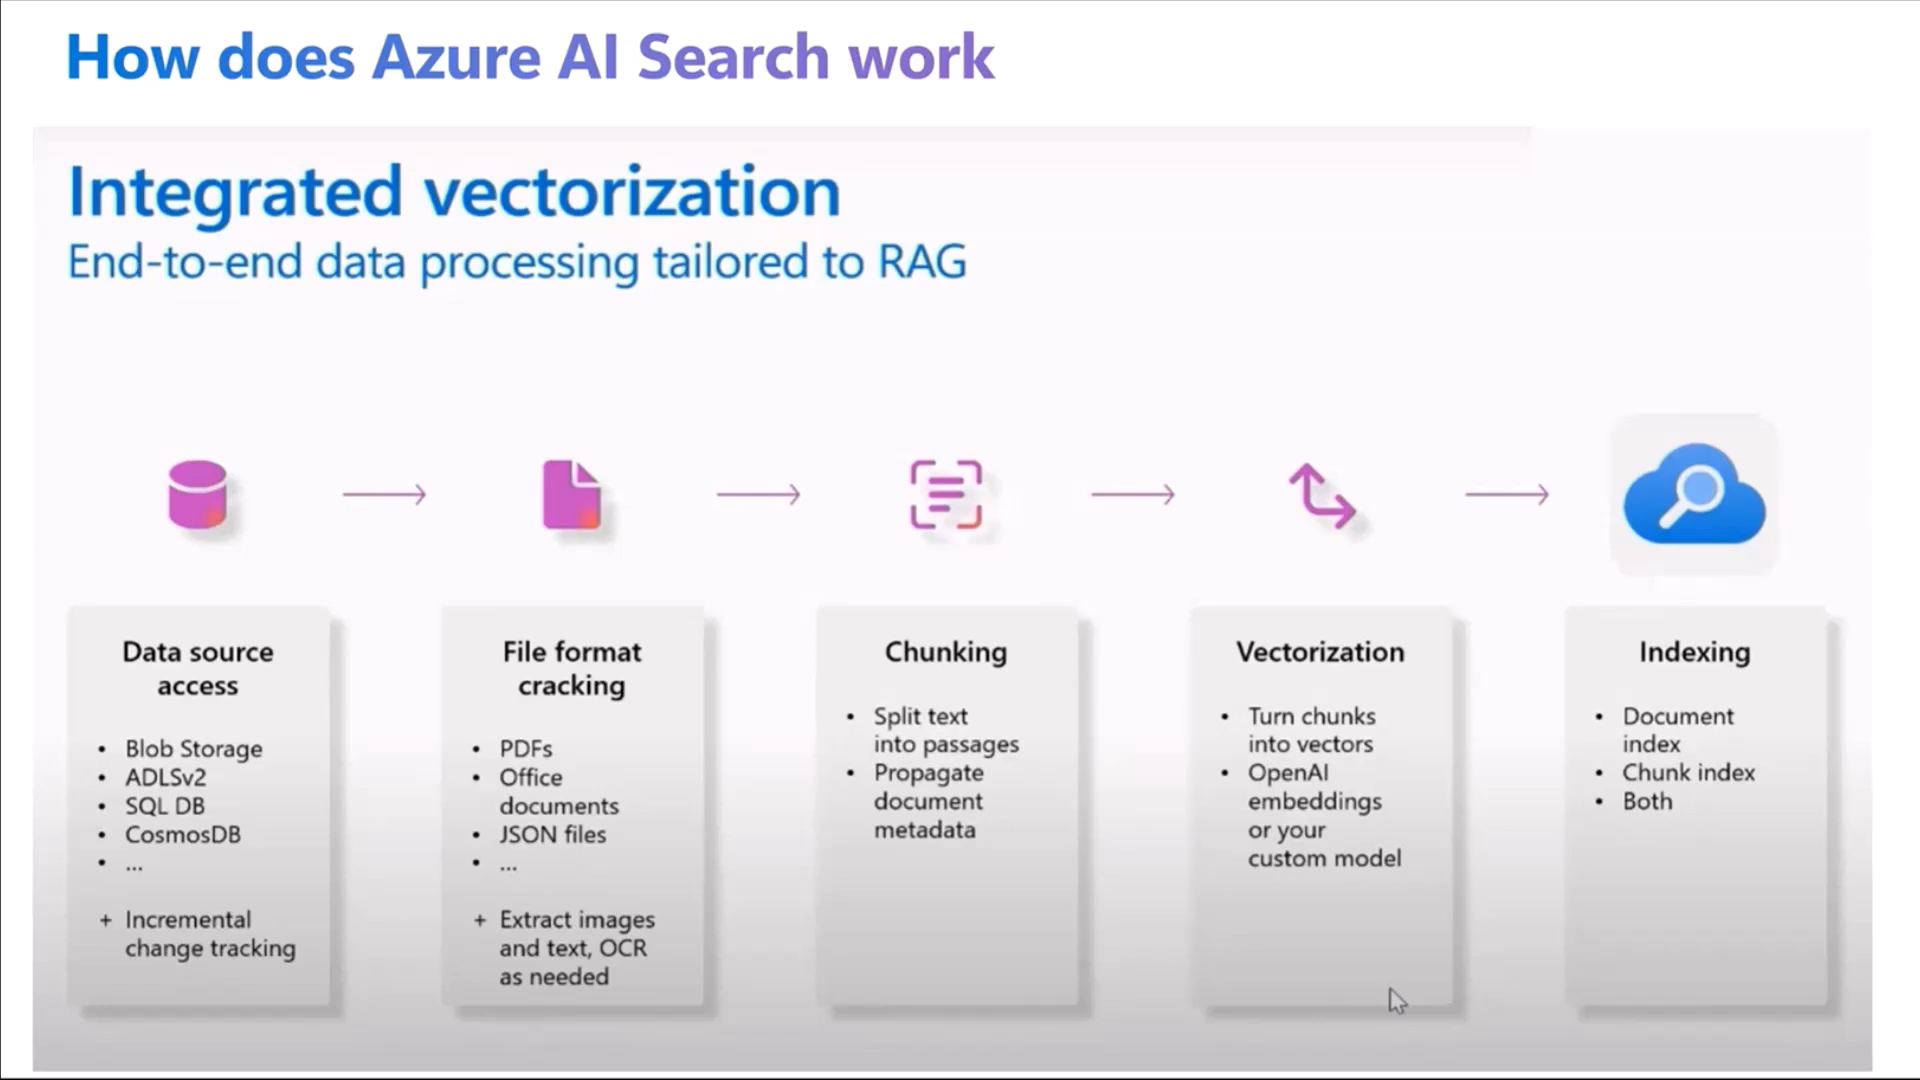 How does Azure AI Search work
Integrated vectorization
End-to-end data processing tailored to RAG
Data source
access
• Blob Storage
• ADLSv2
• SQL DB
• CosmosDB
• ...
+ Incremental
change tracking
File format
cracking
• PDFs
• Office
documents
• JSON files
• ...
+ Extract images
and text, OCR
as needed
Chunking
• Split text
into passages
• Propagate
document
metadata
Vectorization
• Turn chunks
into vectors
• OpenAI
embeddings
or your
custom model
Indexing
• Document
index
• Chunk index
• Both